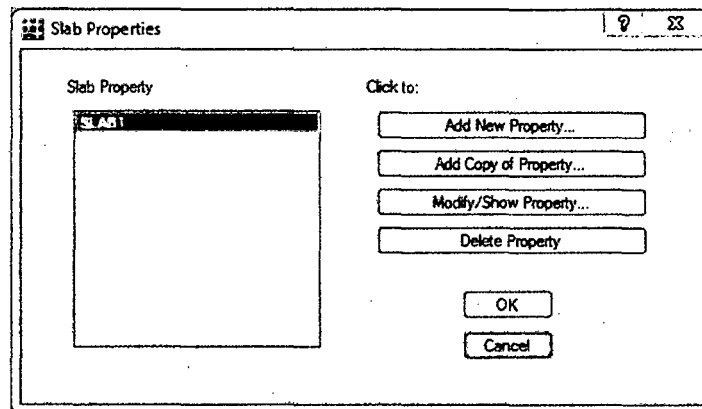 Slab Properties
? X
Slab Property
Click to:
SLAB1
Add New Property...
Add Copy of Property...
Modify/Show Property...
Delete Property
OK
Cancel